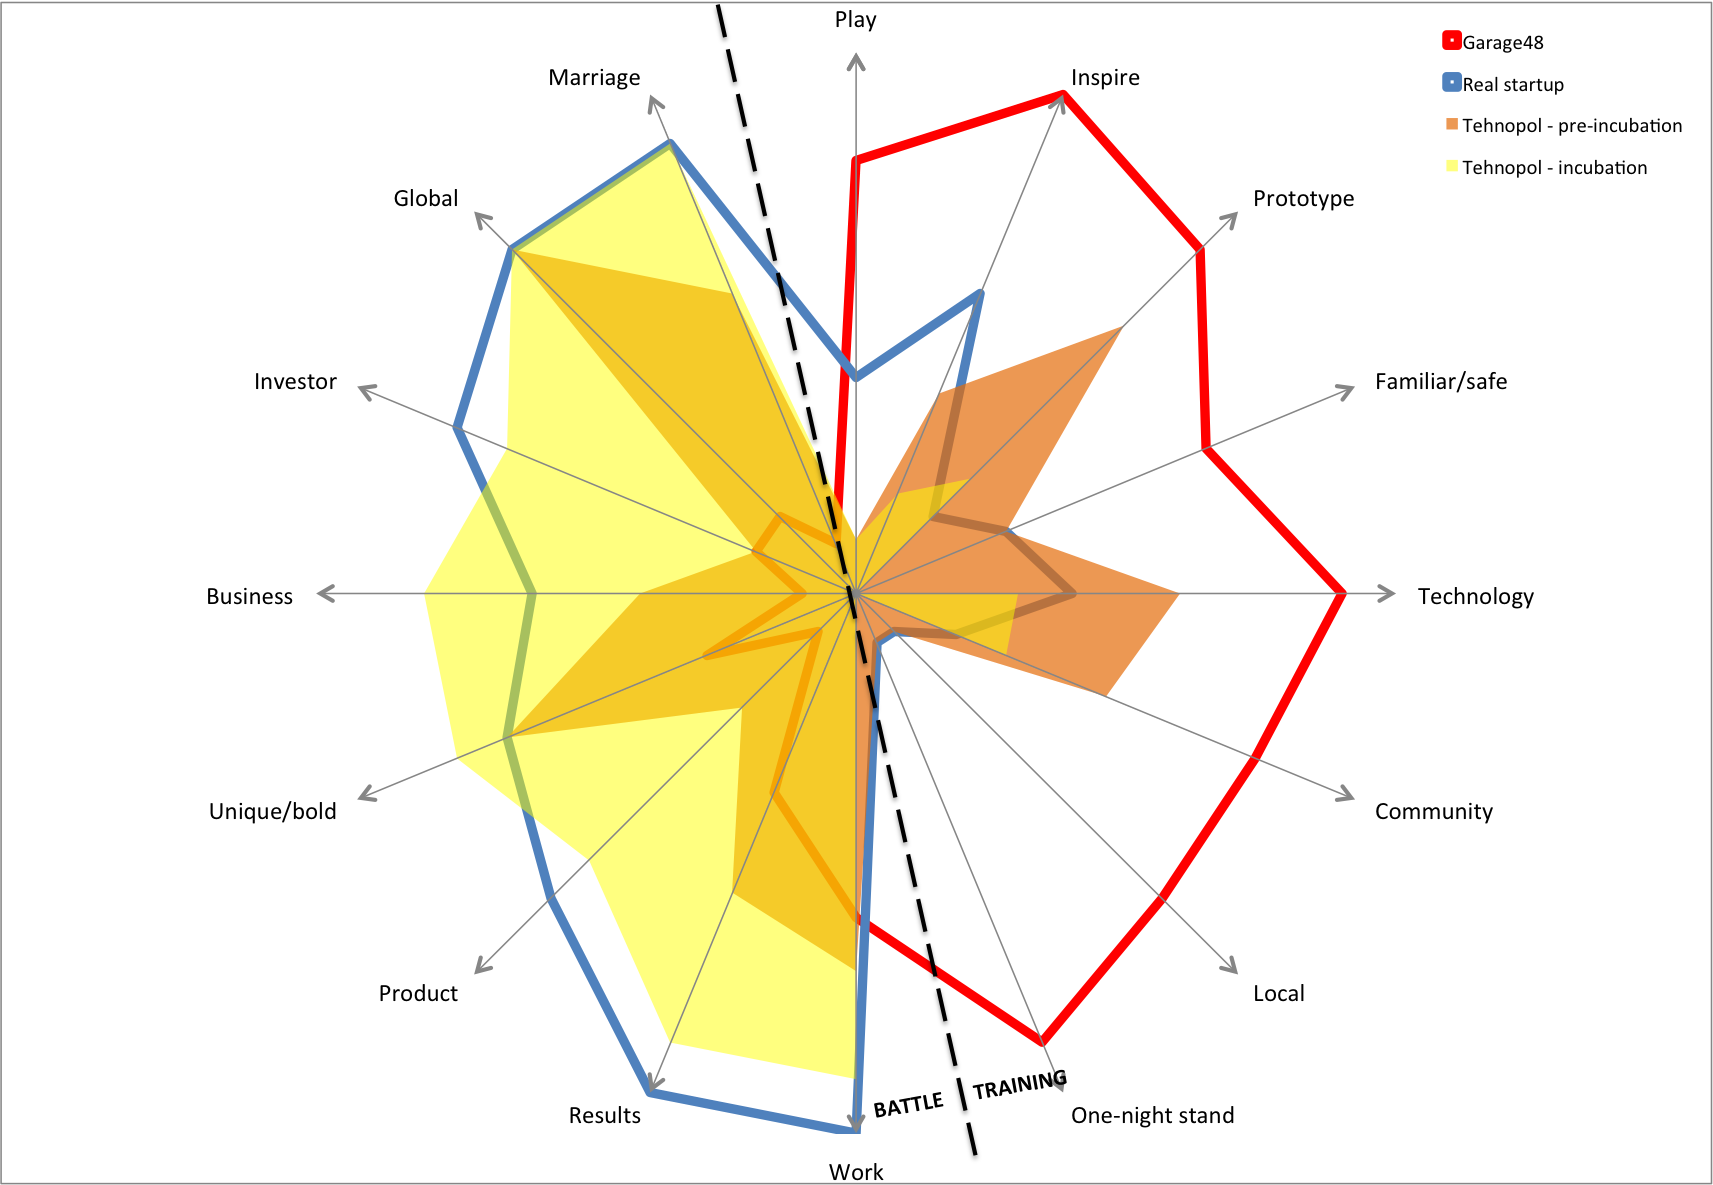 Play
Garage48
Real startup
Tehnopol - pre-incubation
Tehnopol - incubation
Marriage
Inspire
Global
Prototype
Investor
Familiar/safe
Business
Technology
Unique/bold
Community
Product
Local
Results
BATTLE
TRAINING
One-night stand
Work